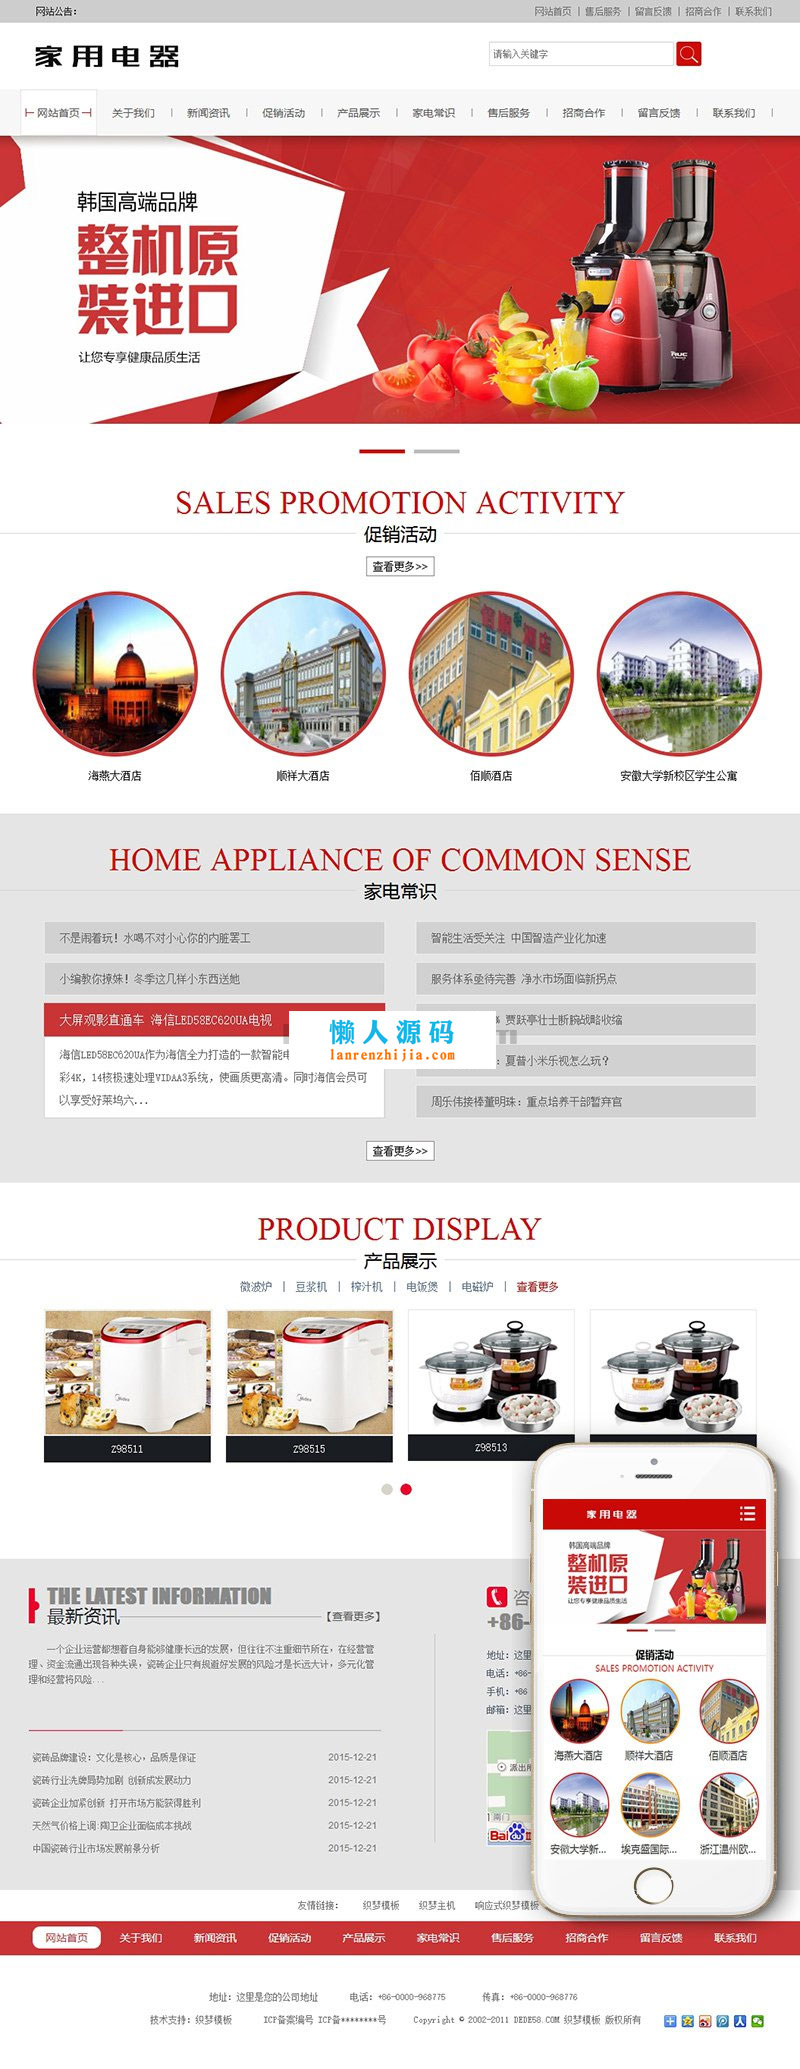 网站公告:
网站首页 | 售后服务 | 留言反馈 | 招商合作 | 联系我们
家用电器
请输入关键字
网站首页 关于我们 | 新闻资讯 | 促销活动 | 产品展示 | 家电常识 | 售后服务 | 招商合作 | 留言反馈 | 联系我们 |
韩国高端品牌
整机原
装进口
让您专享健康品质生活
SALES PROMOTION ACTIVITY
促销活动
查看更多>>
海燕大酒店 顺祥大酒店 佰顺酒店 安徽大学新校区学生公寓
HOME APPLIANCE OF COMMON SENSE
家电常识
不是闹着玩! 水喝不对小心你的内脏罢工
小编教你撩妹! 冬季这几样小东西送她
大屏观影直通车 海信LED58EC620UA电视
海信LED58EC620UA作为海信全力打造的一款智能电
彩4K, 14核极速处理VIDAA3系统, 使画质更高清。同时海信会员可
以享受好莱坞六...
智能生活受关注 中国智造产业化加速
服务体系亟待完善 净水市场面临新拐点
% 贾跃亭壮士断腕战略收缩
: 夏普小米乐视怎么玩?
周乐伟接棒董明珠: 重点培养干部暂弃官
懒人源码
lanrenzhijia.com
查看更多>>
PRODUCT DISPLAY
产品展示
微波炉 | 豆浆机 | 榨汁机 | 电饭煲 | 电磁炉 | 查看更多
Z98511 Z98515 Z98513
THE LATEST INFORMATION
最新资讯
【查看更多】
一个企业运营都想着自身能够健康长远的发展, 但往往不注重细节所在, 在经营管
理、资金流通出现各种失误, 瓷砖企业只有规避好发展的风险才是长远大计, 多元化管
理和经营将风险...
瓷砖品牌建设: 文化是核心, 品质是保证 2015-12-21
瓷砖行业洗牌局势加剧 创新成发展动力 2015-12-21
瓷砖企业加紧创新 打开市场方能获得胜利 2015-12-21
天然气价格上调:陶卫企业面临成本挑战 2015-12-21
中国瓷砖行业市场发展前景分析 2015-12-21
咨
+86-
地址: 这里
电话: +86-
手机: +86
邮箱: 这里
派出所
南门
Bai
家用电器
韩国高端品牌
整机原
装进口
让您专享健康品质生活
促销活动
SALES PROMOTION ACTIVITY
海燕大酒店 顺祥大酒店 佰顺酒店
安徽大学新... 埃克盛国际... 浙江温州欧...
友情链接: 织梦模板 织梦主机 响应式织梦模板
网站首页 关于我们 新闻资讯 促销活动 产品展示 家电常识 售后服务 招商合作 留言反馈 联系我们
地址: 这里是您的公司地址 电话: +86-0000-968775 传真: +86-0000-968776
技术支持: 织梦模板 ICP备案编号 ICP备********号 Copyright © 2002-2011 DEDE58.COM 织梦模板 版权所有